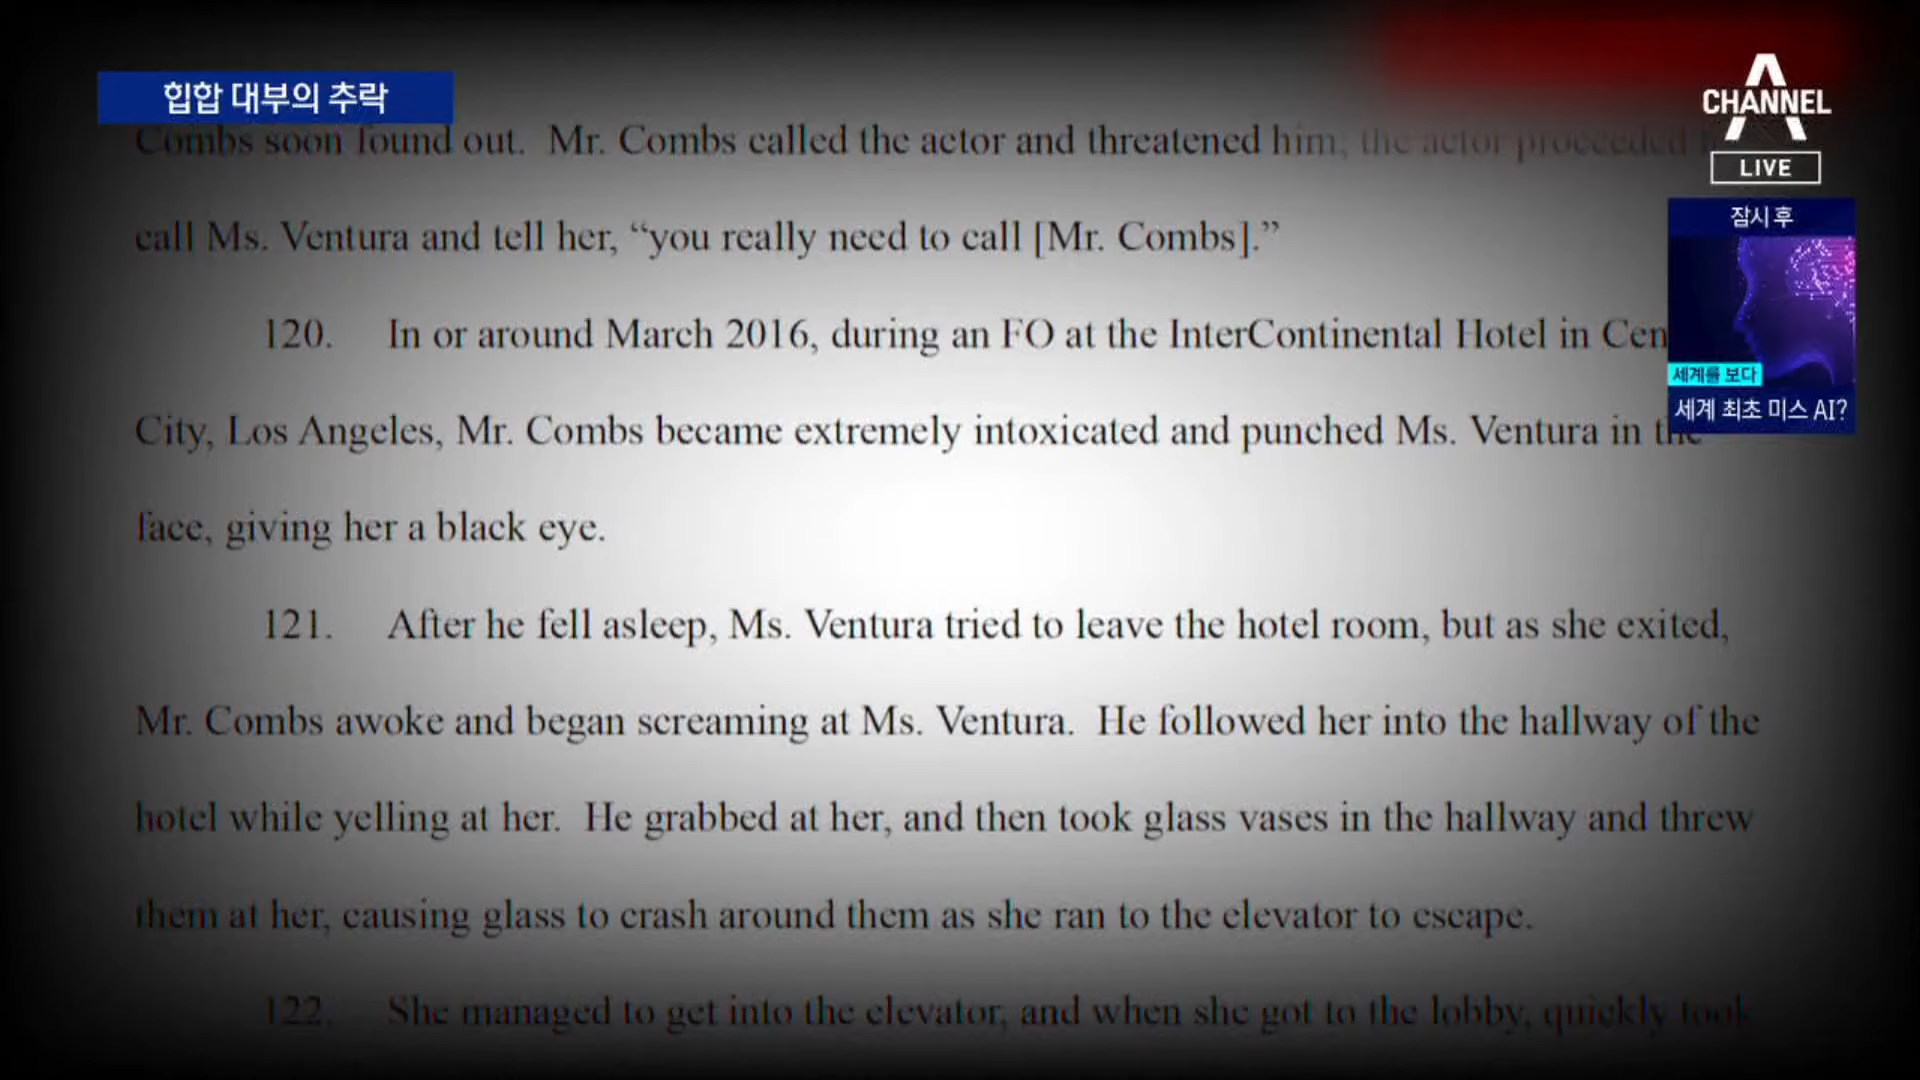 힙합 대부의 추락
CHANNEL A
LIVE
Combs soon found out. Mr. Combs called the actor and threatened him; the actor proceeded
call Ms. Ventura and tell her, “you really need to call [Mr. Combs].”
잠시 후
세계를 보다
세계 최초 미스 AI?
120. In or around March 2016, during an FO at the InterContinental Hotel in Cen
City, Los Angeles, Mr. Combs became extremely intoxicated and punched Ms. Ventura in the
face, giving her a black eye.
121. After he fell asleep, Ms. Ventura tried to leave the hotel room, but as she exited,
Mr. Combs awoke and began screaming at Ms. Ventura. He followed her into the hallway of the
hotel while yelling at her. He grabbed at her, and then took glass vases in the hallway and threw
them at her, causing glass to crash around them as she ran to the elevator to escape.
122. She managed to get into the elevator, and when she got to the lobby, quickly took